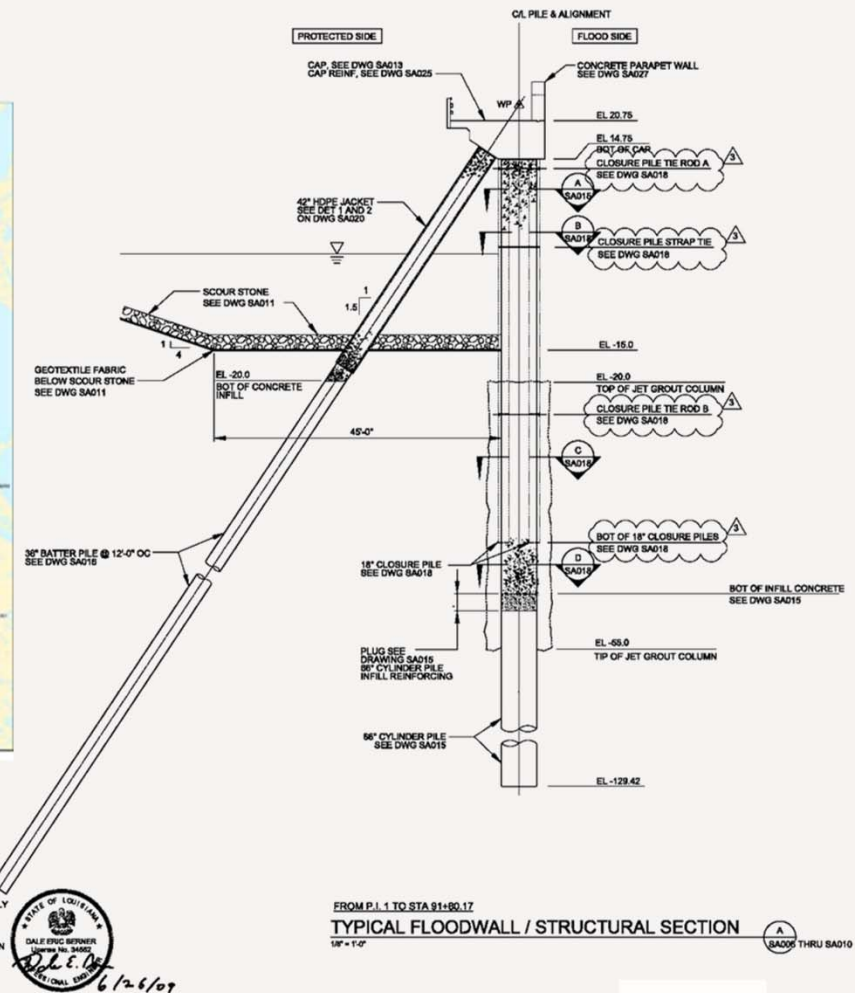 C/L PILE & ALIGNMENT
PROTECTED SIDE
FLOOD SIDE
CAP, SEE DWG SA013
CAP REINF, SEE DWG SA025
CONCRETE PARAPET WALL
SEE DWG SA027
WP
EL 20.75
EL 14.75
BOT OF CAP
CLOSURE PILE TIE ROD A
SEE DWG SA018
3
A
SA018
42" HDPE JACKET
SEE DET 1 AND 2
ON DWG SA020
B
SA018
CLOSURE PILE STRAP TIE
SEE DWG SA018
3
1
1.5
SCOUR STONE
SEE DWG SA011
1
4
EL -15.0
GEOTEXTILE FABRIC
BELOW SCOUR STONE
SEE DWG SA011
EL -20.0
BOT OF CONCRETE
INFILL
EL -20.0
TOP OF JET GROUT COLUMN
CLOSURE PILE TIE ROD B
SEE DWG SA018
3
45'-0"
C
SA018
36" BATTER PILE @ 12'-0" OC
SEE DWG SA016
18" CLOSURE PILE
SEE DWG SA018
BOT OF 18" CLOSURE PILES
SEE DWG SA018
3
D
SA018
BOT OF INFILL CONCRETE
SEE DWG SA015
PLUG SEE
DRAWING SA015
66" CYLINDER PILE
INFILL REINFORCING
TIP OF JET GROUT COLUMN
66" CYLINDER PILE
SEE DWG SA015
EL -129.42
STATE OF LOUISIANA
DALE ERIC BERNER
License No. 34682
PROFESSIONAL ENGINEER
6/26/09
FROM P.I. 1 TO STA 91+60.17
TYPICAL FLOODWALL / STRUCTURAL SECTION
1/8" = 1'-0"
A
SA006 THRU SA010